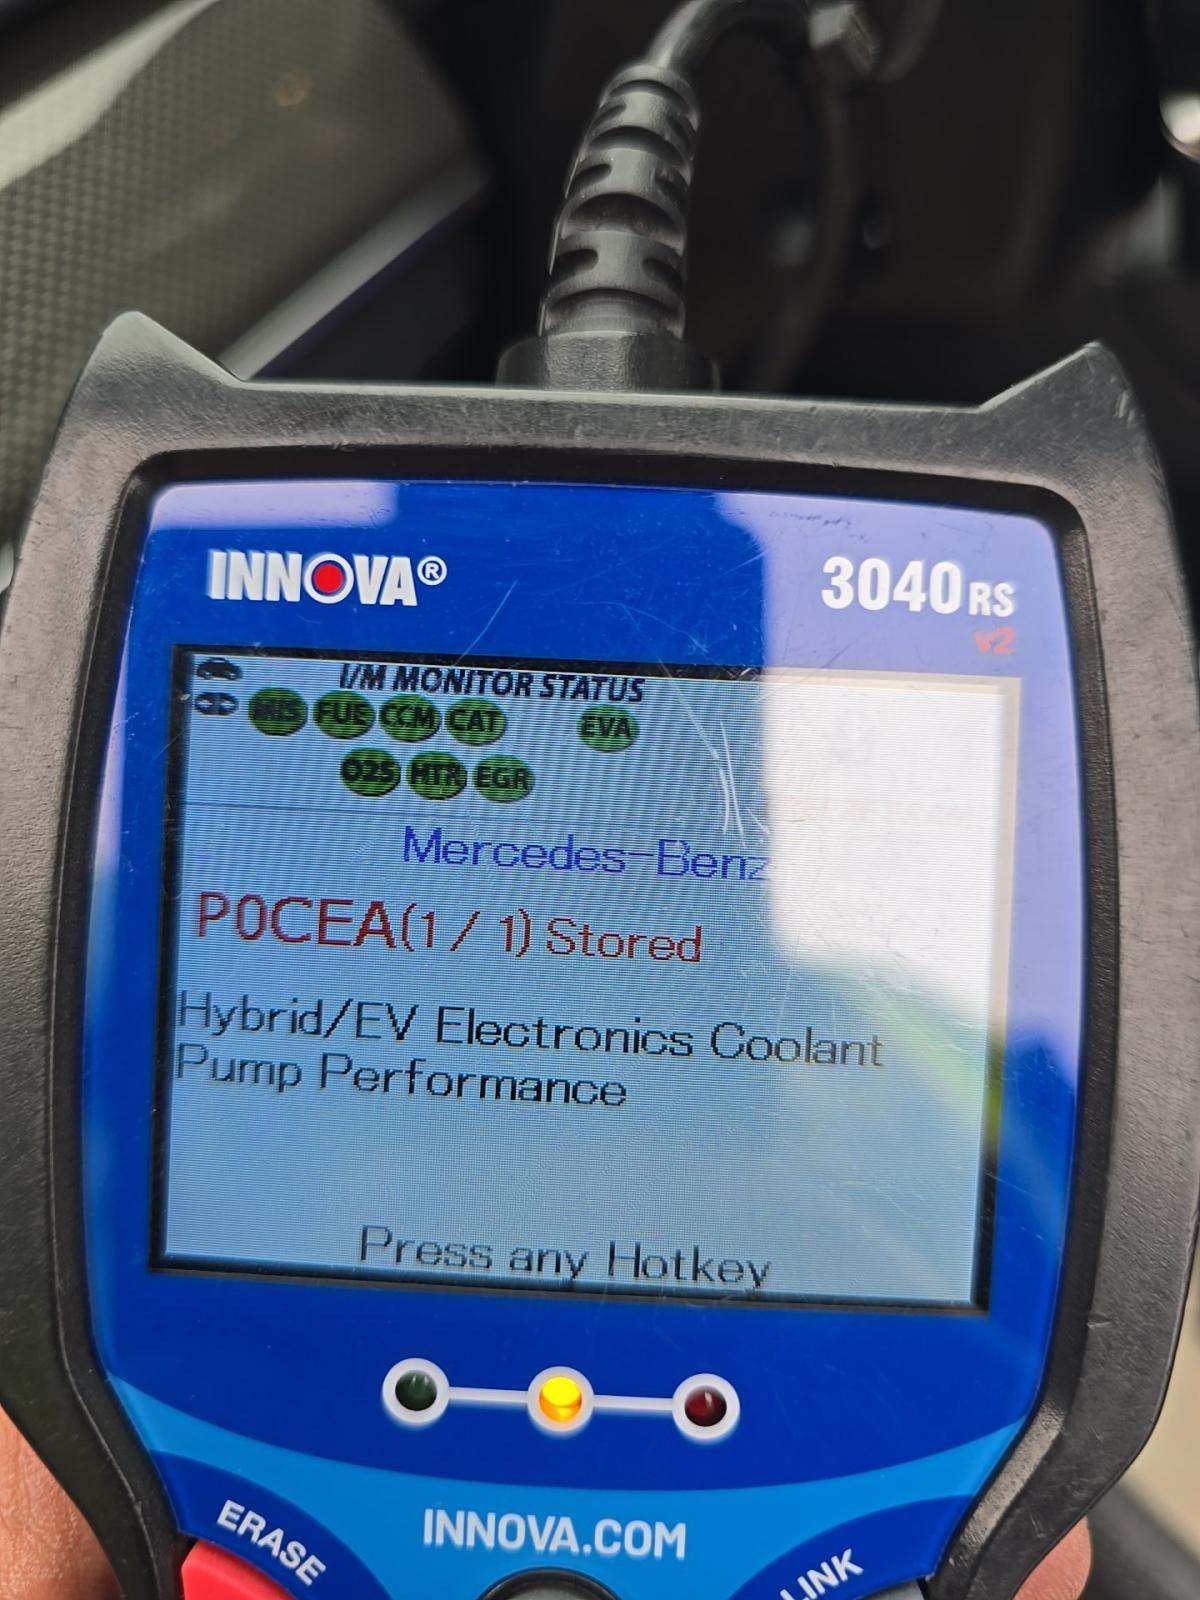 INNOVA®
3040RS
v2
I/M MONITOR STATUS
MIS FUE CCM CAT EVA
O2S HTR EGR
Mercedes-Benz
P0CEA(1 / 1) Stored
Hybrid/EV Electronics Coolant
Pump Performance
Press any Hotkey
ERASE
INNOVA.COM
LINK